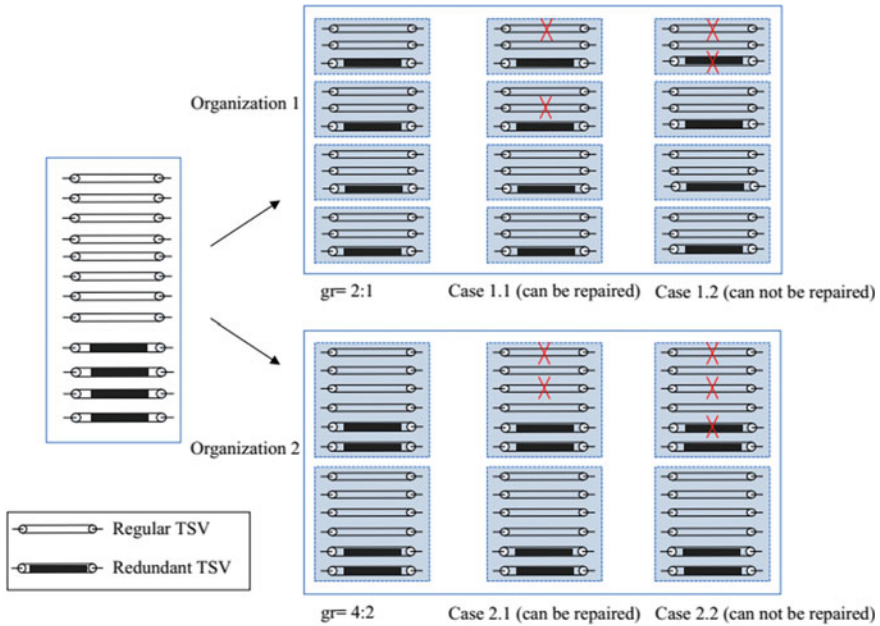 Organization 1
gr= 2:1
Case 1.1 (can be repaired)
Case 1.2 (can not be repaired)
Organization 2
Regular TSV
Redundant TSV
gr= 4:2
Case 2.1 (can be repaired)
Case 2.2 (can not be repaired)